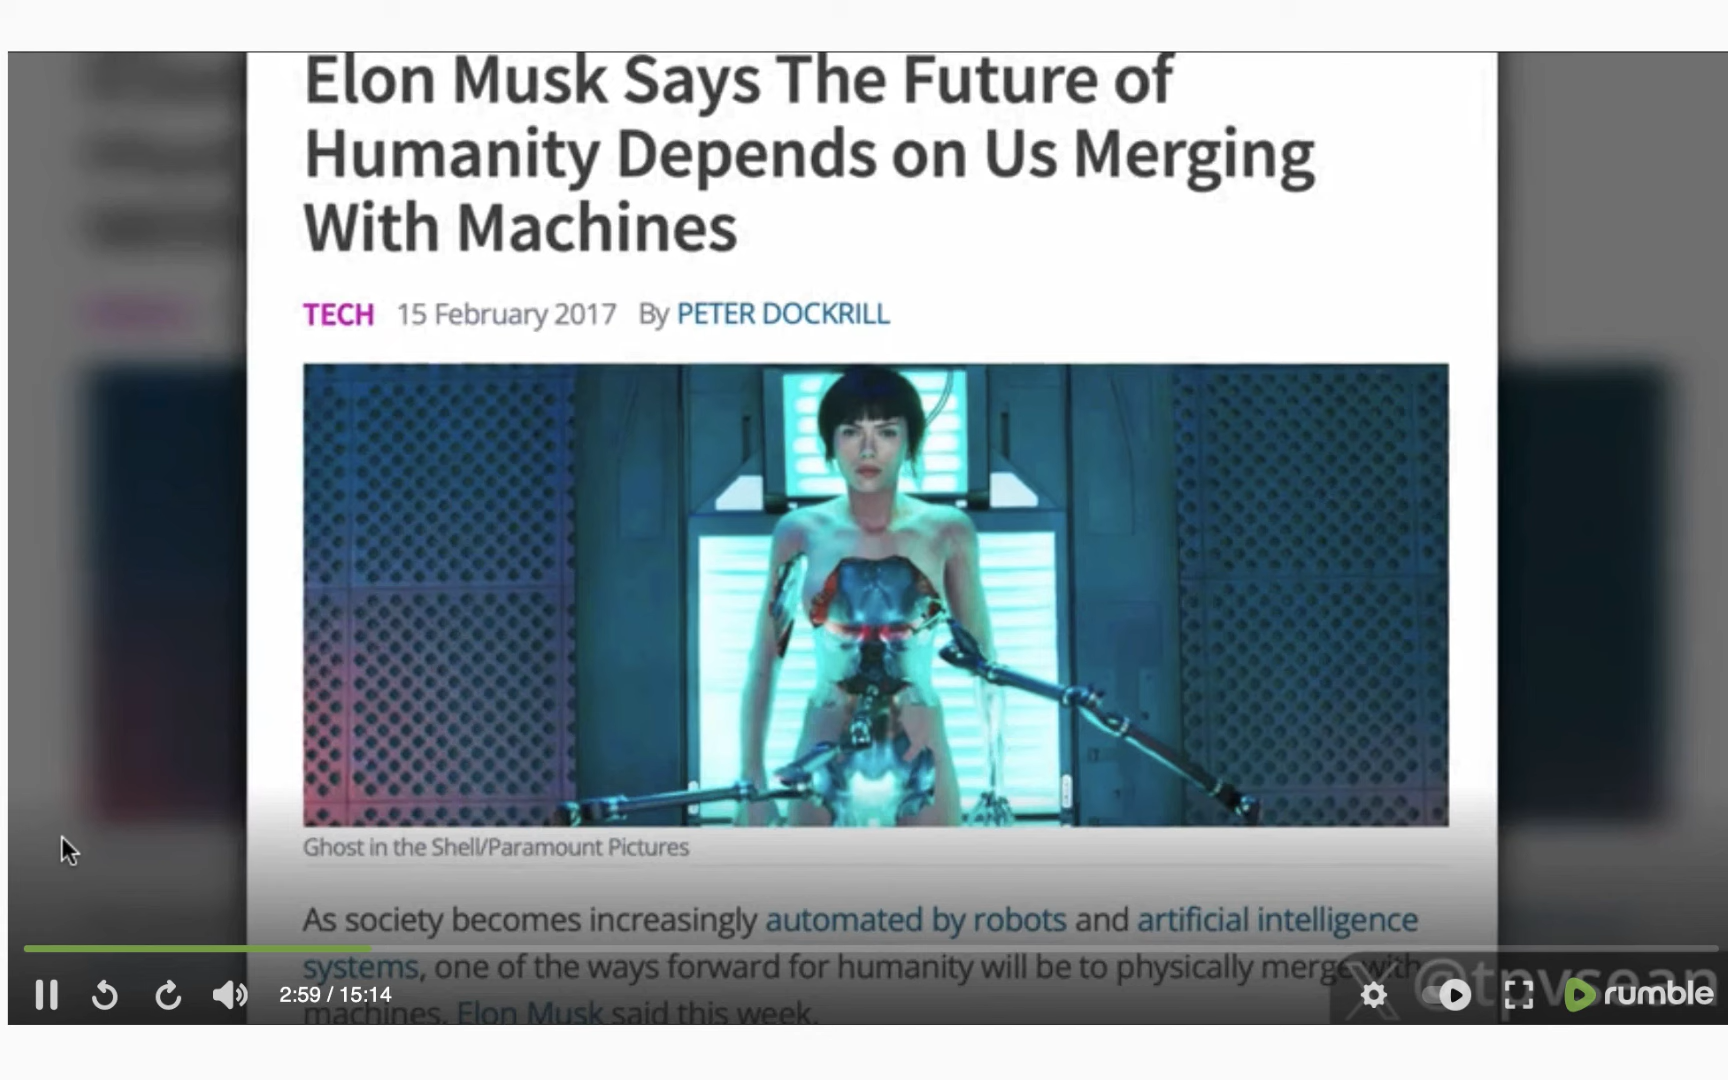 Elon Musk Says The Future of
Humanity Depends on Us Merging
With Machines
TECH 15 February 2017 By PETER DOCKRILL
Ghost in the Shell/Paramount Pictures
As society becomes increasingly automated by robots and artificial intelligence
systems, one of the ways forward for humanity will be to physically merge with
machines, Elon Musk said this week.
X @tpvsean
2:59 / 15:14
rumble